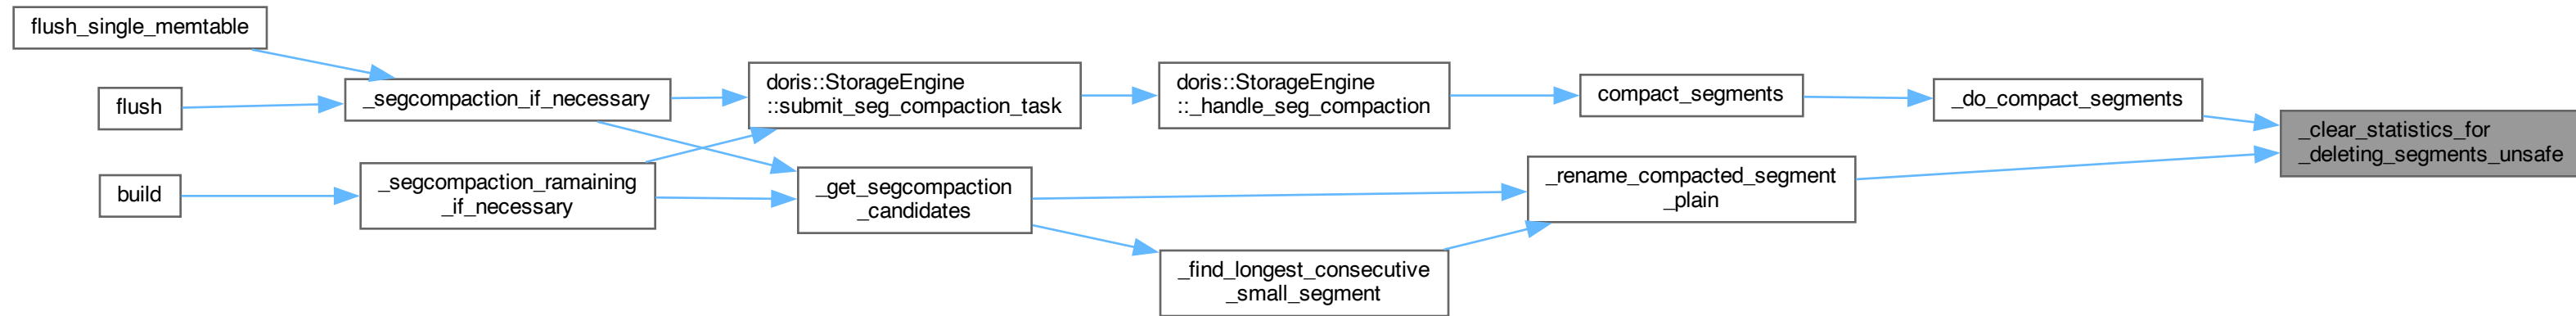 flush_single_memtable
flush
build
_segcompaction_if_necessary
_segcompaction_ramaining
_if_necessary
doris::StorageEngine
::submit_seg_compaction_task
_get_segcompaction
_candidates
doris::StorageEngine
::_handle_seg_compaction
_find_longest_consecutive
_small_segment
compact_segments
_rename_compacted_segment
_plain
_do_compact_segments
_clear_statistics_for
_deleting_segments_unsafe